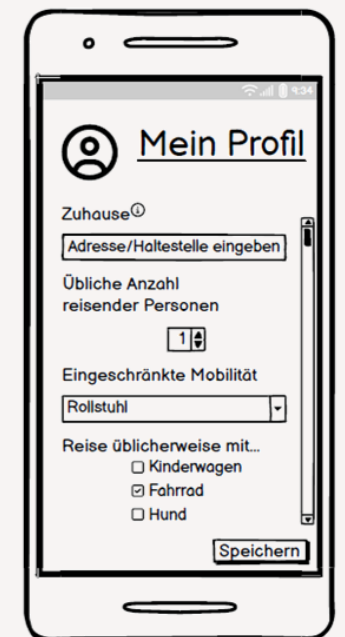 9:34
Mein Profil
Zuhause ⓘ
Adresse/Haltestelle eingeben
Übliche Anzahl
reisender Personen
1
Eingeschränkte Mobilität
Rollstuhl
Reise üblicherweise mit...
Kinderwagen
Fahrrad
Hund
Speichern